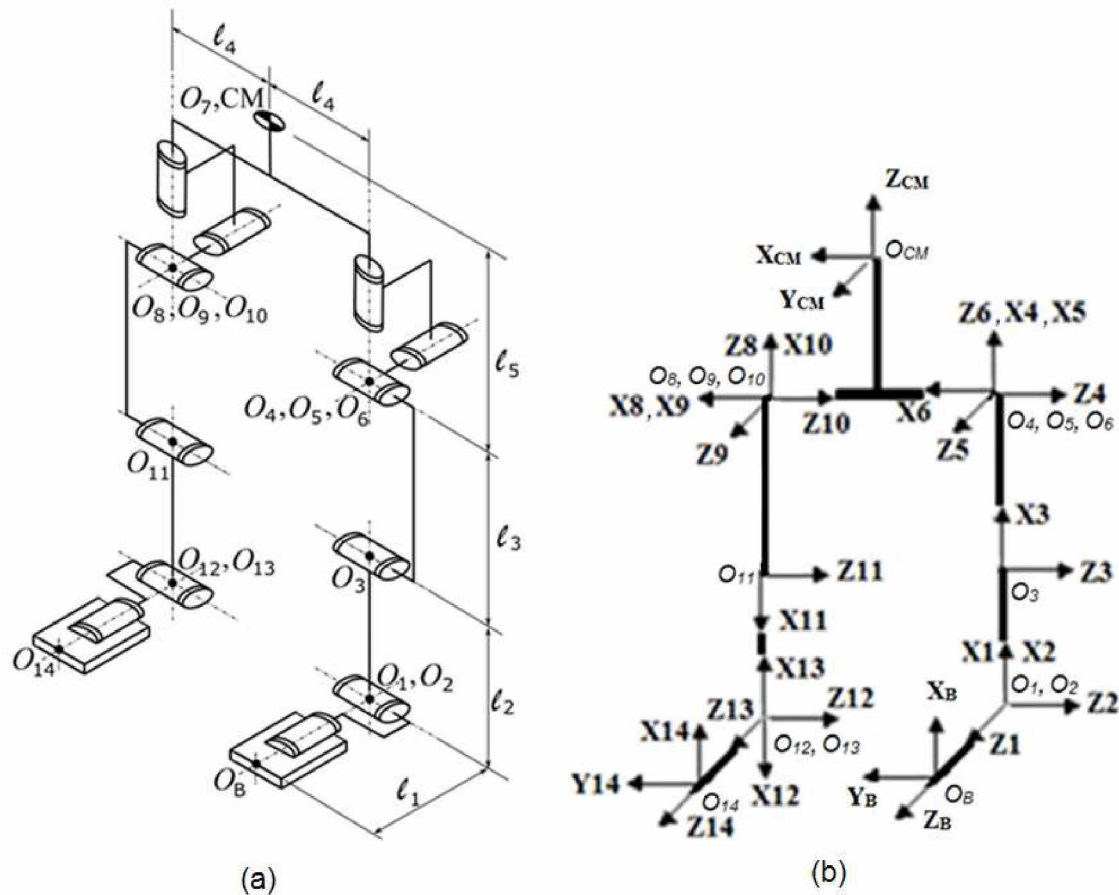 ℓ4
ℓ4
O7,CM
O8,O9,O10
ℓ5
O4,O5,O6
O11
ℓ3
O12,O13
O3
O14
O1,O2
ℓ2
OB
ℓ1
(a)
ZCM
XCM
OCM
YCM
Z6,X4,X5
Z8
X10
O8, O9, O10
X8,X9
Z10
X6
Z4
Z9
Z5
O4, O5, O6
X3
O11
Z11
Z3
O3
X11
X13
X1
X2
Z13
Z12
XB
O1, O2
Z2
X14
O12, O13
Z1
Y14
X12
YB
O14
OB
Z14
ZB
(b)